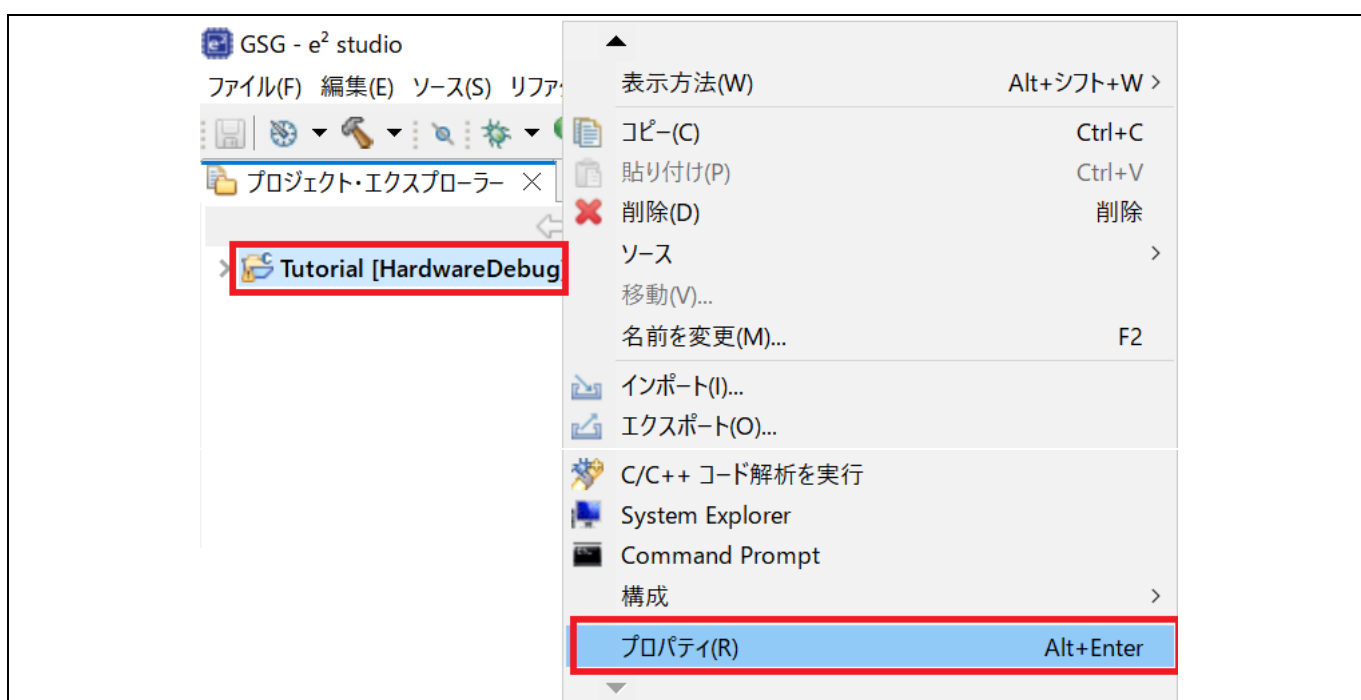 GSG - e² studio
ファイル(F) 編集(E) ソース(S) リファ
プロジェクト・エクスプローラー
Tutorial [HardwareDebug]
表示方法(W) Alt+シフト+W >
コピー(C) Ctrl+C
貼り付け(P) Ctrl+V
削除(D) 削除
ソース >
移動(V)...
名前を変更(M)... F2
インポート(I)...
エクスポート(O)...
C/C++ コード解析を実行
System Explorer
Command Prompt
構成 >
プロパティ(R) Alt+Enter